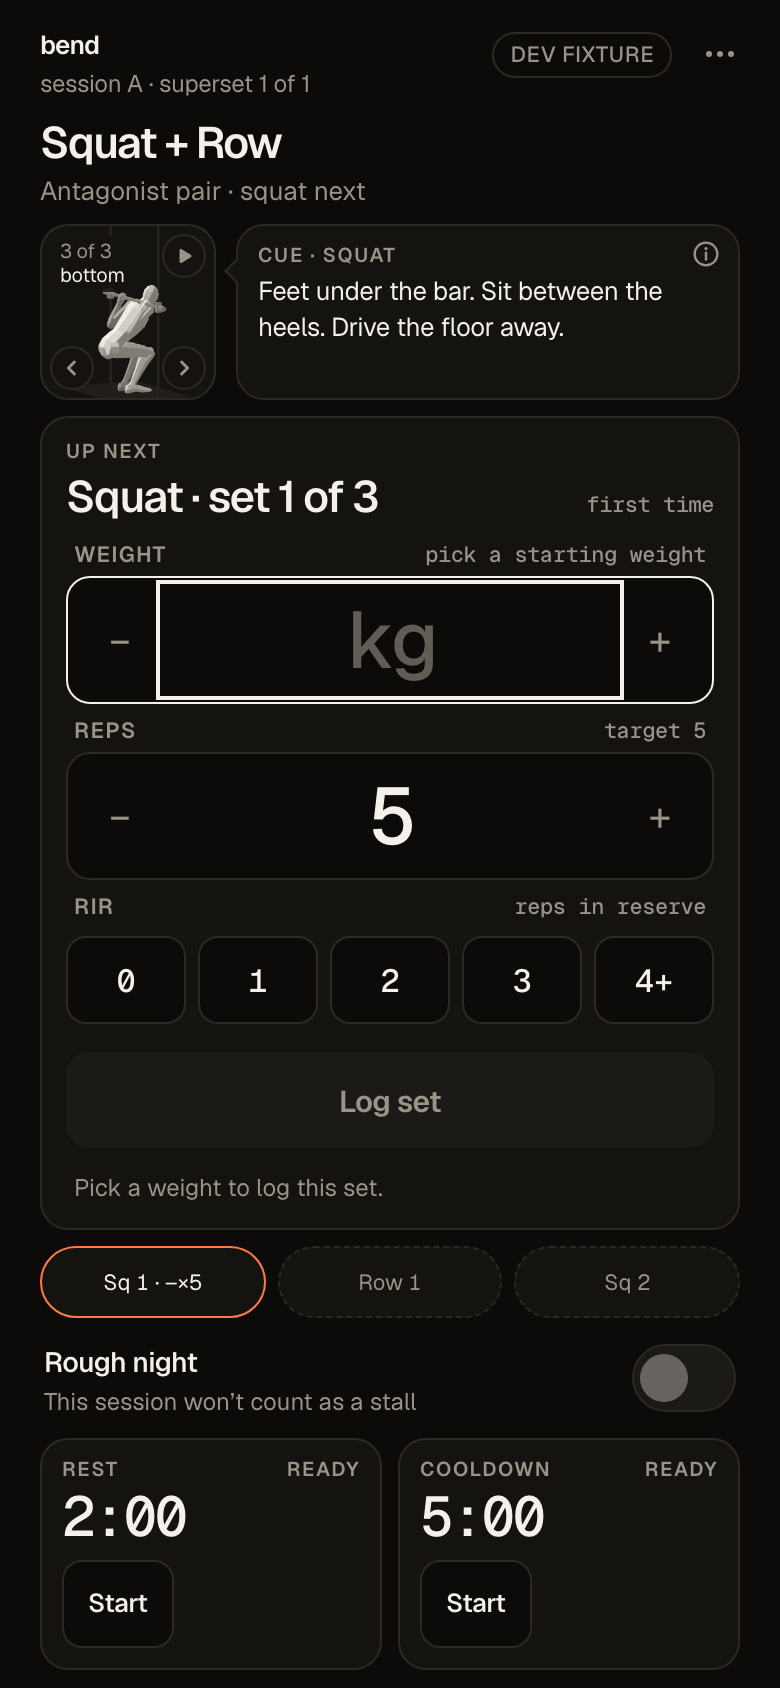 bend
DEV FIXTURE
session A · superset 1 of 1
Squat + Row
Antagonist pair · squat next
3 of 3
bottom
CUE · SQUAT
Feet under the bar. Sit between the
heels. Drive the floor away.
UP NEXT
Squat · set 1 of 3
first time
WEIGHT
pick a starting weight
− kg +
REPS
target 5
− 5 +
RIR
reps in reserve
0 1 2 3 4+
Log set
Pick a weight to log this set.
Sq 1 · –×5
Row 1
Sq 2
Rough night
This session won’t count as a stall
REST READY
2:00
Start
COOLDOWN READY
5:00
Start